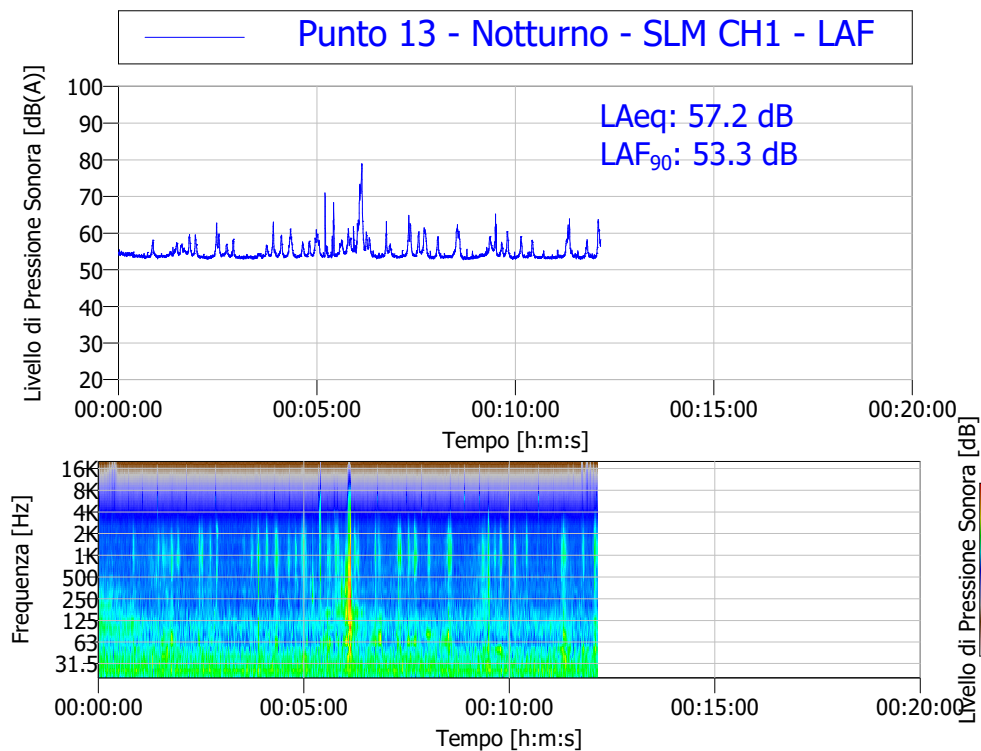 Punto 13 - Notturno - SLM CH1 - LAF
Livello di Pressione Sonora [dB(A)]
100
90
80
70
60
50
40
30
20
LAeq: 57.2 dB
LAF₉₀: 53.3 dB
00:00:00 00:05:00 00:10:00 00:15:00 00:20:00
Tempo [h:m:s]
Frequenza [Hz]
16K
8K
4K
2K
1K
500
250
125
63
31.5
00:00:00 00:05:00 00:10:00 00:15:00 00:20:00
Tempo [h:m:s]
Livello di Pressione Sonora [dB]